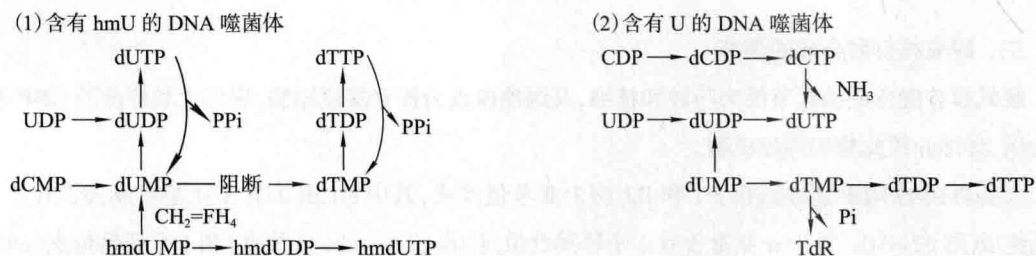 (1)含有 hmU 的 DNA 噬菌体
dUTP dTTP
UDP → dUDP PPi dTDP PPi
dCMP → dUMP → 阻断 → dTMP
CH₂=FH₄
hmdUMP → hmdUDP → hmdUTP
(2)含有 U 的 DNA 噬菌体
CDP → dCDP → dCTP
NH₃
UDP → dUDP → dUTP
dUMP → dTMP → dTDP → dTTP
Pi
TdR